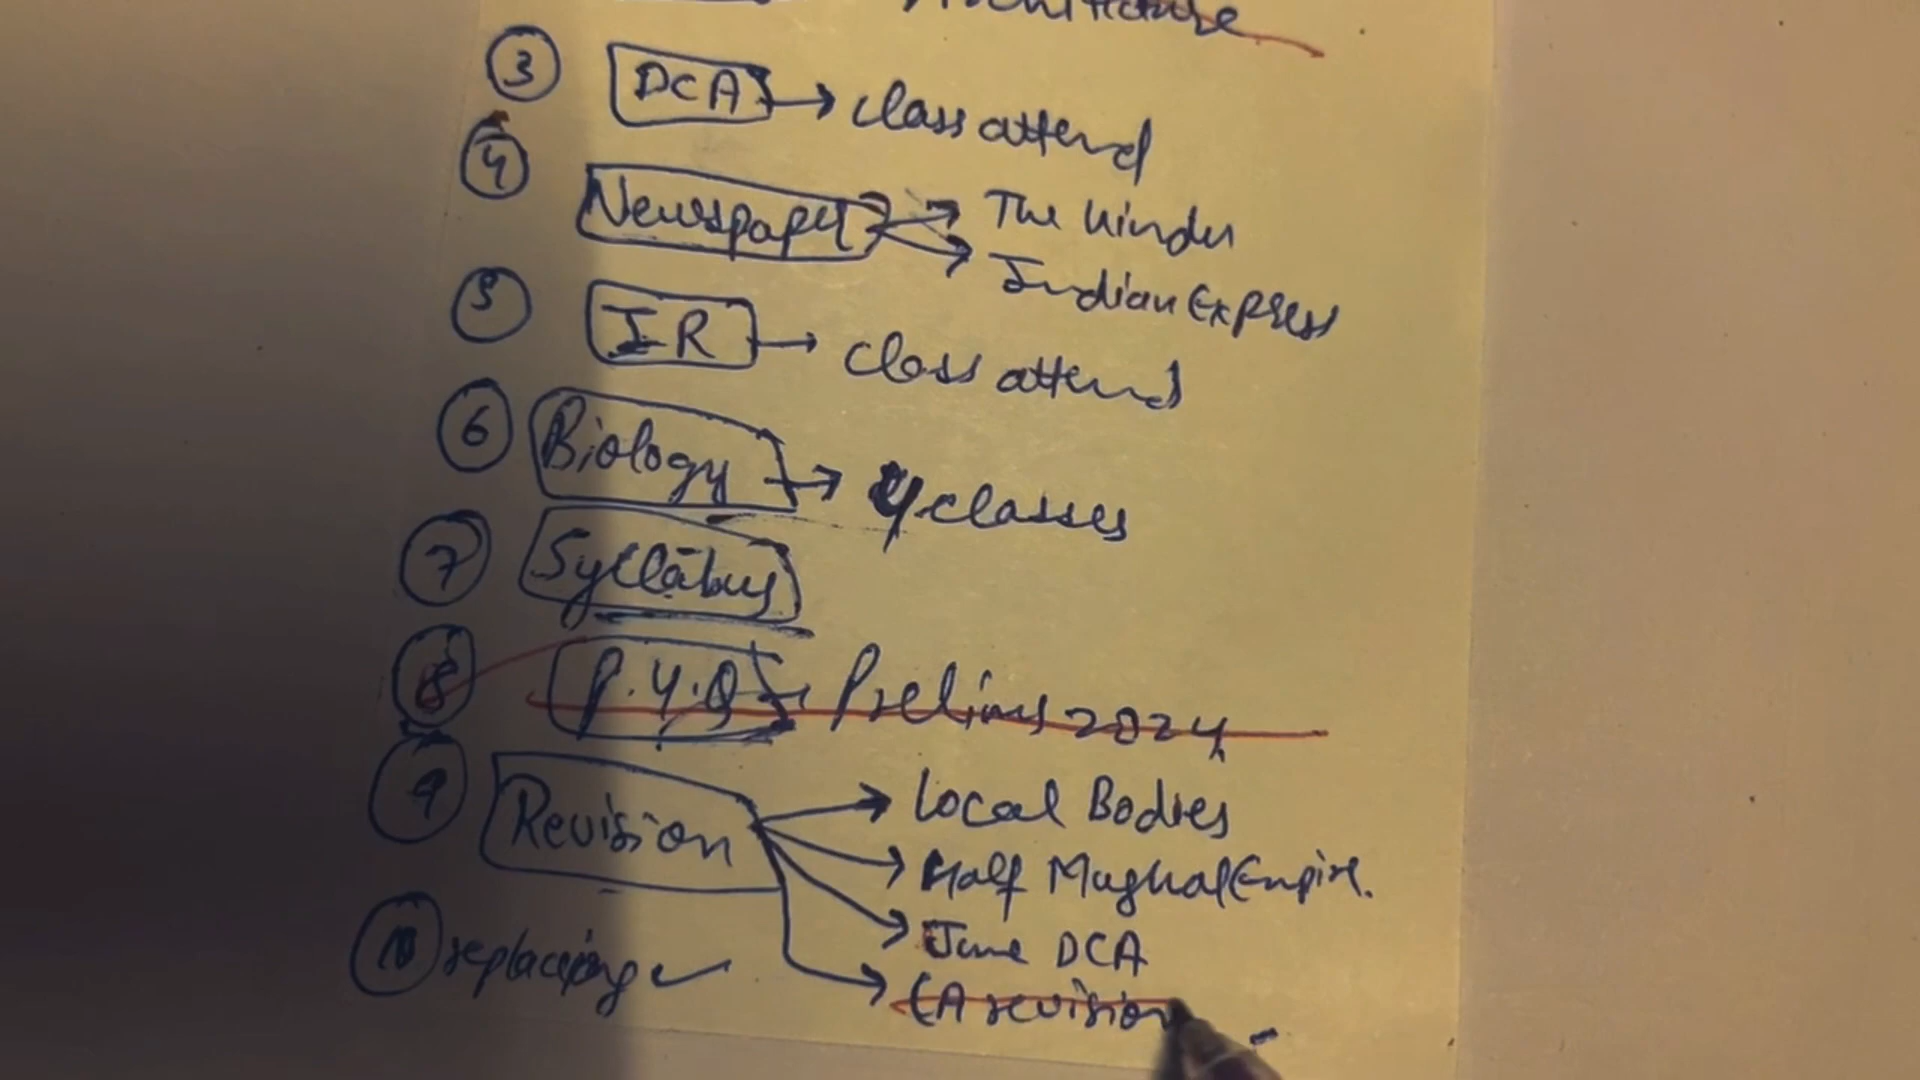 Architecture
③ DCA → class attend
④ Newspaper → The Hindu
→ Indian Express
⑤ IR → class attend
⑥ Biology → 4 classes
⑦ Syllabus
⑧ P.Y.Q → Prelims 2024
⑨ Revision → Local Bodies
→ Half Mughal Empire.
→ June DCA
→ CA revision
⑩ replacing ✓